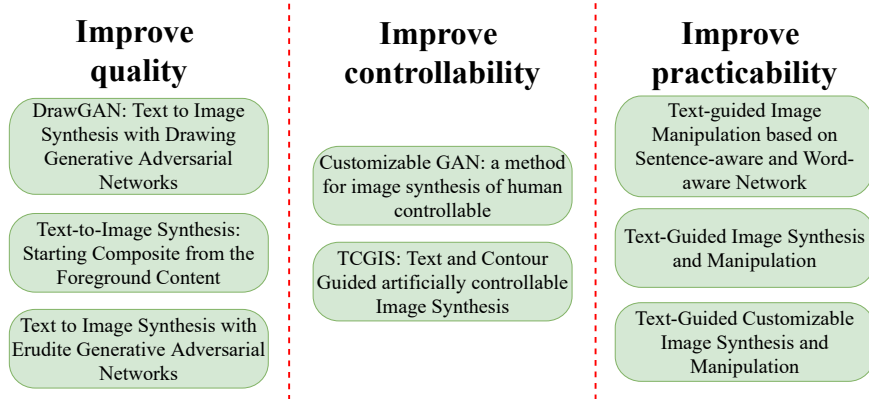 Improve
quality
DrawGAN: Text to Image
Synthesis with Drawing
Generative Adversarial
Networks
Text-to-Image Synthesis:
Starting Composite from the
Foreground Content
Text to Image Synthesis with
Erudite Generative Adversarial
Networks
Improve
controllability
Customizable GAN: a method
for image synthesis of human
controllable
TCGIS: Text and Contour
Guided artificially controllable
Image Synthesis
Improve
practicability
Text-guided Image
Manipulation based on
Sentence-aware and Word-
aware Network
Text-Guided Image Synthesis
and Manipulation
Text-Guided Customizable
Image Synthesis and
Manipulation